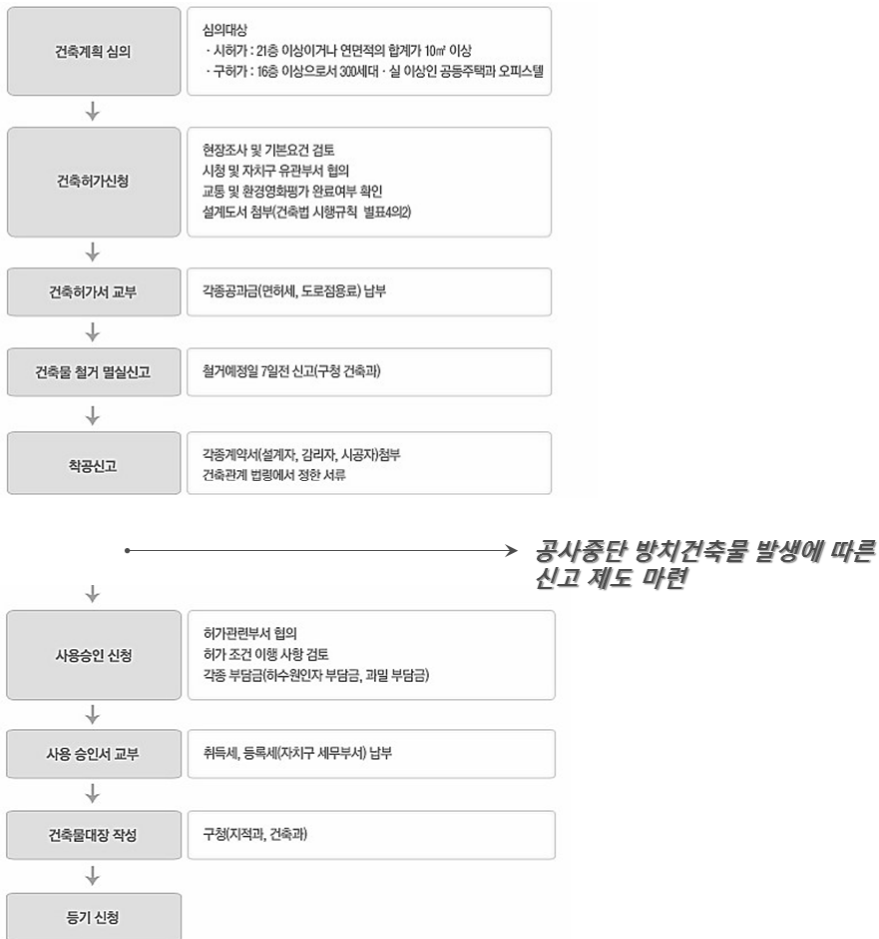 건축계획 심의
심의대상
· 시허가 : 21층 이상이거나 연면적의 합계가 10㎡ 이상
· 구허가 : 16층 이상으로서 300세대 · 실 이상인 공동주택과 오피스텔
건축허가신청
현장조사 및 기본요건 검토
시청 및 자치구 유관부서 협의
교통 및 환경영화평가 완료여부 확인
설계도서 첨부(건축법 시행규칙 별표4의2)
건축허가서 교부
각종공과금(면허세, 도로점용료) 납부
건축물 철거 멸실신고
철거예정일 7일전 신고(구청 건축과)
착공신고
각종계약서(설계자, 감리자, 시공자)첨부
건축관계 법령에서 정한 서류
공사중단 방치건축물 발생에 따른
신고 제도 마련
사용승인 신청
허가관련부서 협의
허가 조건 이행 사항 검토
각종 부담금(하수원인자 부담금, 과밀 부담금)
사용 승인서 교부
취득세, 등록세(자치구 세무부서) 납부
건축물대장 작성
구청(지적과, 건축과)
등기 신청